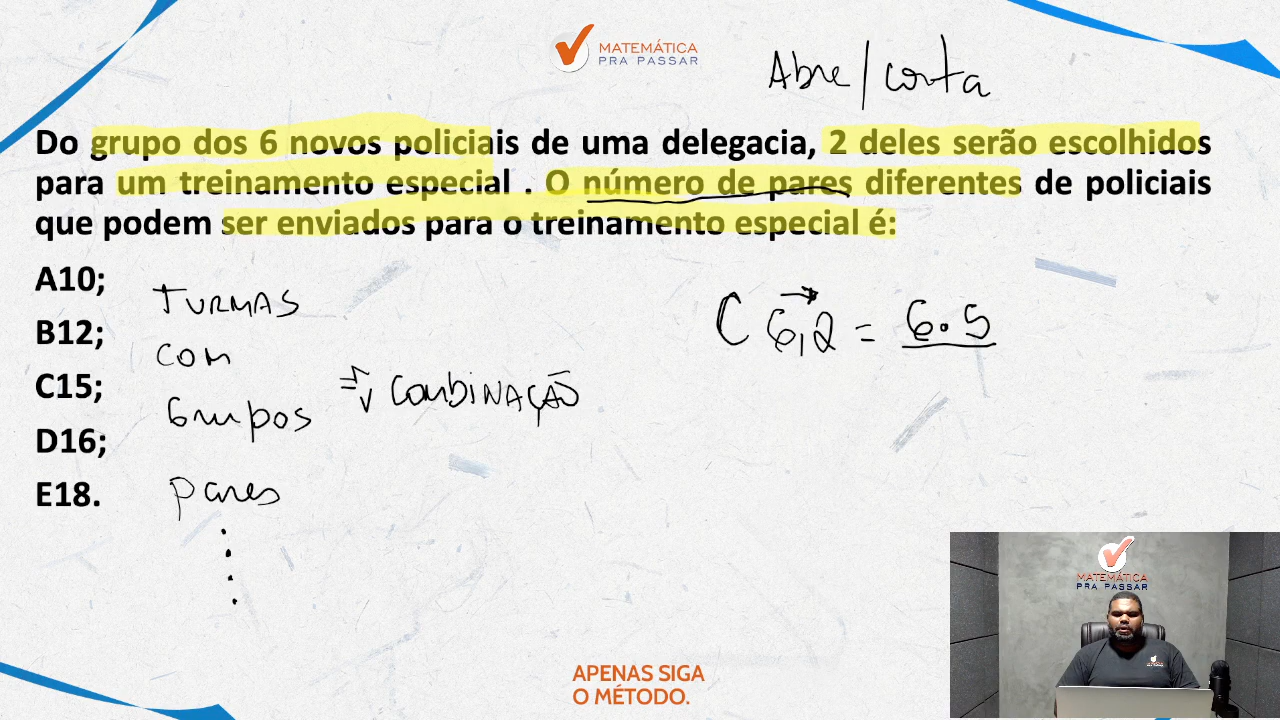 MATEMÁTICA
PRA PASSAR
Abre/corta
Do grupo dos 6 novos policiais de uma delegacia, 2 deles serão escolhidos
para um treinamento especial . O número de pares diferentes de policiais
que podem ser enviados para o treinamento especial é:
A10;
B12;
C15;
D16;
E18.
TURMAS
COM
Grupos
Pares
⇒ COMBINAÇÃO
C 6,2 = 6.5
MATEMÁTICA
PRA PASSAR
APENAS SIGA
O MÉTODO.